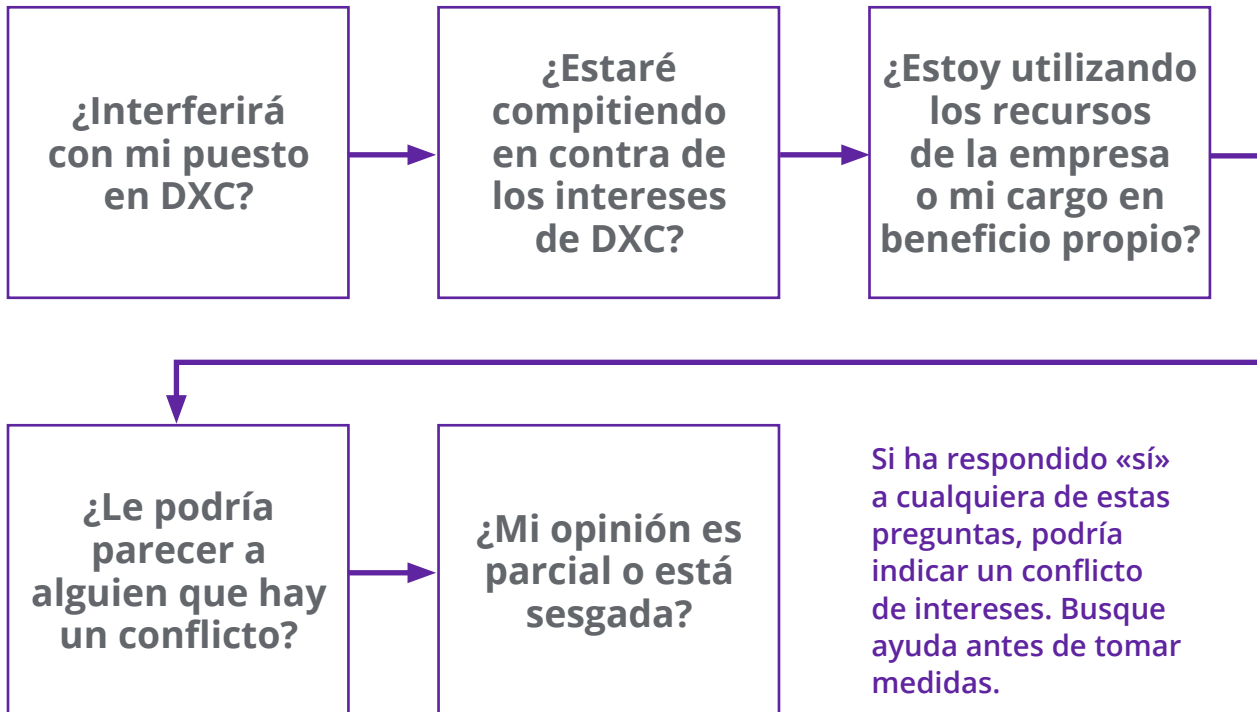 ¿Interferirá
con mi puesto
en DXC?
¿Estaré
compitiendo
en contra de
los intereses
de DXC?
¿Estoy utilizando
los recursos
de la empresa
o mi cargo en
beneficio propio?
¿Le podría
parecer a
alguien que hay
un conflicto?
¿Mi opinión es
parcial o está
sesgada?
Si ha respondido «sí»
a cualquiera de estas
preguntas, podría
indicar un conflicto
de intereses. Busque
ayuda antes de tomar
medidas.